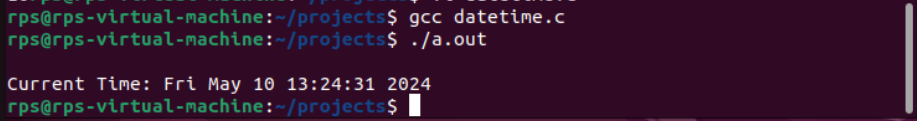 rps@rps-virtual-machine:~/projects$ gcc datetime.c
rps@rps-virtual-machine:~/projects$ ./a.out
Current Time: Fri May 10 13:24:31 2024
rps@rps-virtual-machine:~/projects$